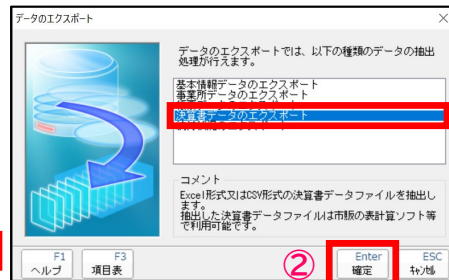 データのエクスポート
データのエクスポートでは、以下の種類のデータの抽出
処理が行えます。
基本情報データのエクスポート
事業所データのエクスポート
決算書データのエクスポート
コメント
Excel形式又はCSV形式の決算書データファイルを抽出し
ます。
抽出した決算書データファイルは市販の表計算ソフト等
で利用可能です。
F1
ヘルプ
F3
項目表
②
Enter
確定
ESC
ｷｬﾝｾﾙ